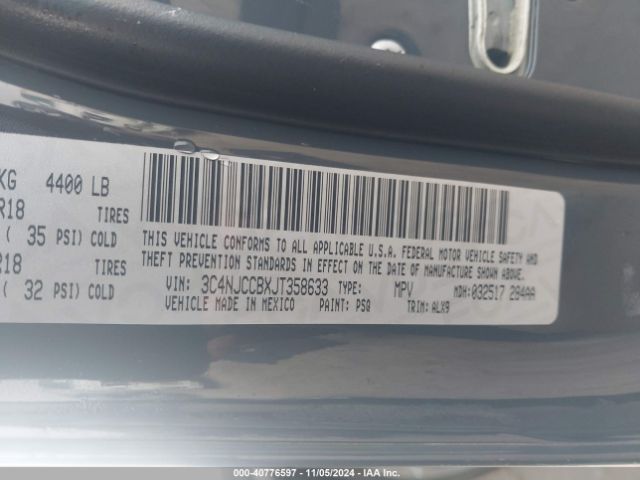 KG 4400 LB
R18 TIRES
( 35 PSI) COLD
R18 TIRES
( 32 PSI) COLD
THIS VEHICLE CONFORMS TO ALL APPLICABLE U.S.A. FEDERAL MOTOR VEHICLE SAFETY AND
THEFT PREVENTION STANDARDS IN EFFECT ON THE DATE OF MANUFACTURE SHOWN ABOVE.
VIN: 3C4NJCCBXJT358633 TYPE: MPV MDH:032517 284AA
VEHICLE MADE IN MEXICO PAINT: PSQ TRIM: ALX9
000-40776597 - 11/05/2024 - IAA Inc.